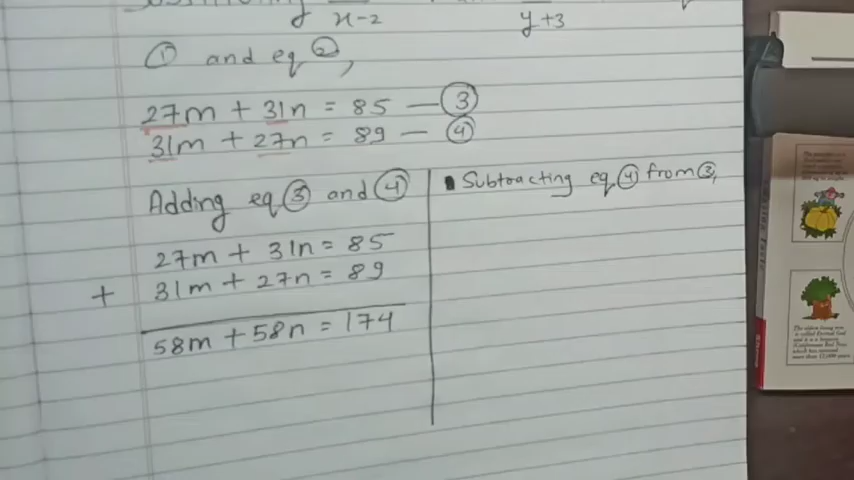 x-2
y+3
① and eq ②,
27m + 31n = 85 — ③
31m + 27n = 89 — ④
Adding eq ③ and ④
27m + 31n = 85
+ 31m + 27n = 89
58m + 58n = 174
Subtracting eq ④ from ③,